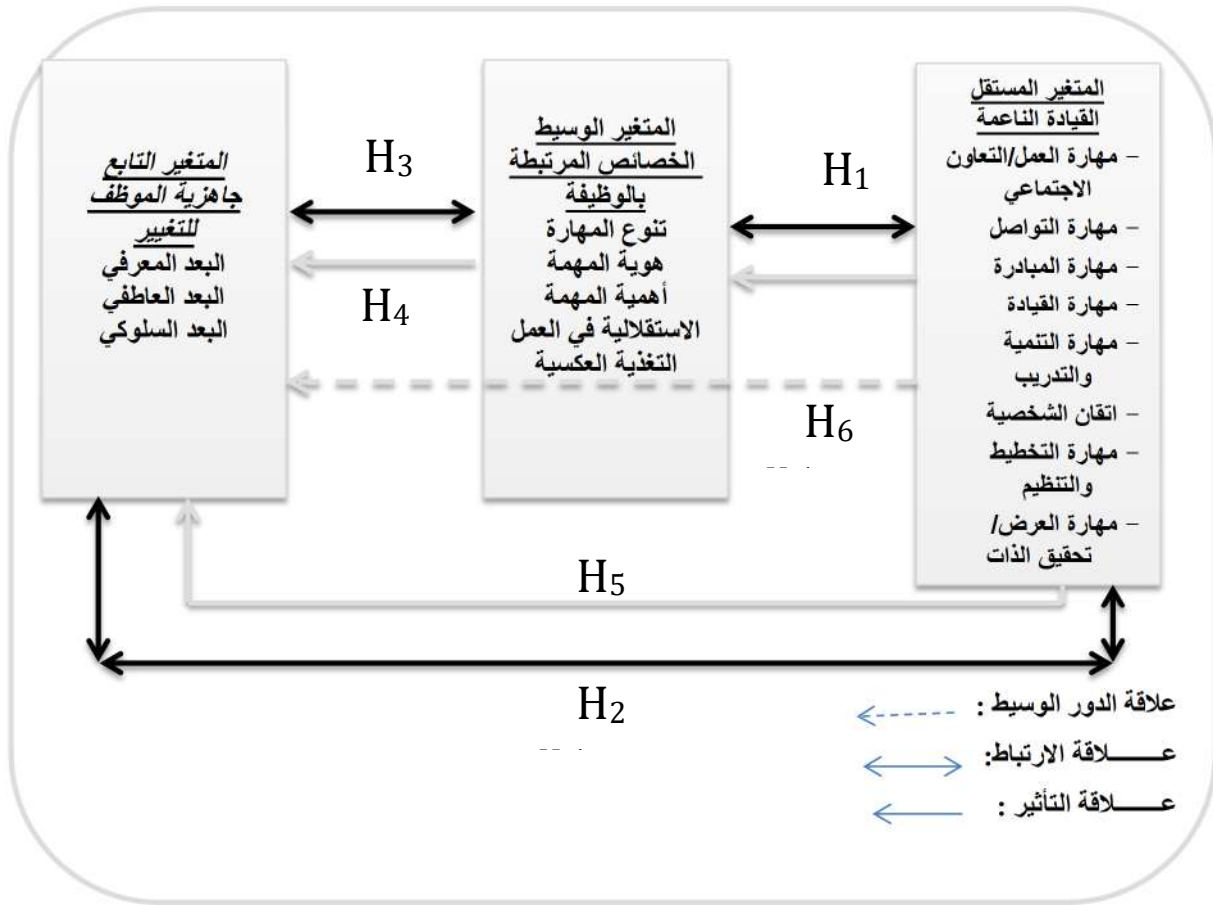 المتغير المستقل
القيادة الناعمة
- مهارة العمل/التعاون
الاجتماعي
- مهارة التواصل
- مهارة المبادرة
- مهارة القيادة
- مهارة التنمية
والتدريب
- اتقان الشخصية
- مهارة التخطيط
والتنظيم
- مهارة العرض/
تحقيق الذات
H1
المتغير الوسيط
الخصائص المرتبطة
بالوظيفة
تنوع المهارة
هوية المهمة
أهمية المهمة
الاستقلالية في العمل
التغذية العكسية
H3
H4
المتغير التابع
جاهزية الموظف
للتغيير
البعد المعرفي
البعد العاطفي
البعد السلوكي
H6
H5
H2
علاقة الدور الوسيط :
عـــــلاقة الارتباط:
عـــــلاقة التأثير :